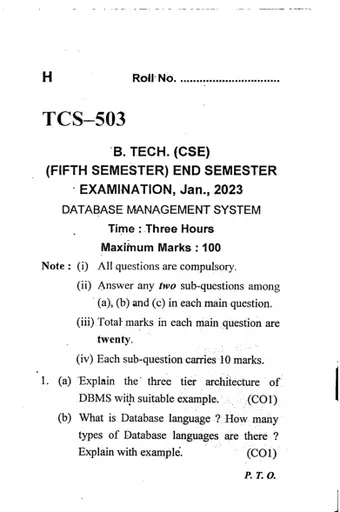 H Roll No. ...............................
TCS–503
B. TECH. (CSE)
(FIFTH SEMESTER) END SEMESTER
EXAMINATION, Jan., 2023
DATABASE MANAGEMENT SYSTEM
Time : Three Hours
Maximum Marks : 100
Note : (i) All questions are compulsory.
(ii) Answer any two sub-questions among
(a), (b) and (c) in each main question.
(iii) Total marks in each main question are
twenty.
(iv) Each sub-question carries 10 marks.
1. (a) Explain the three tier architecture of
DBMS with suitable example. (CO1)
(b) What is Database language ? How many
types of Database languages are there ?
Explain with example. (CO1)
P. T. O.